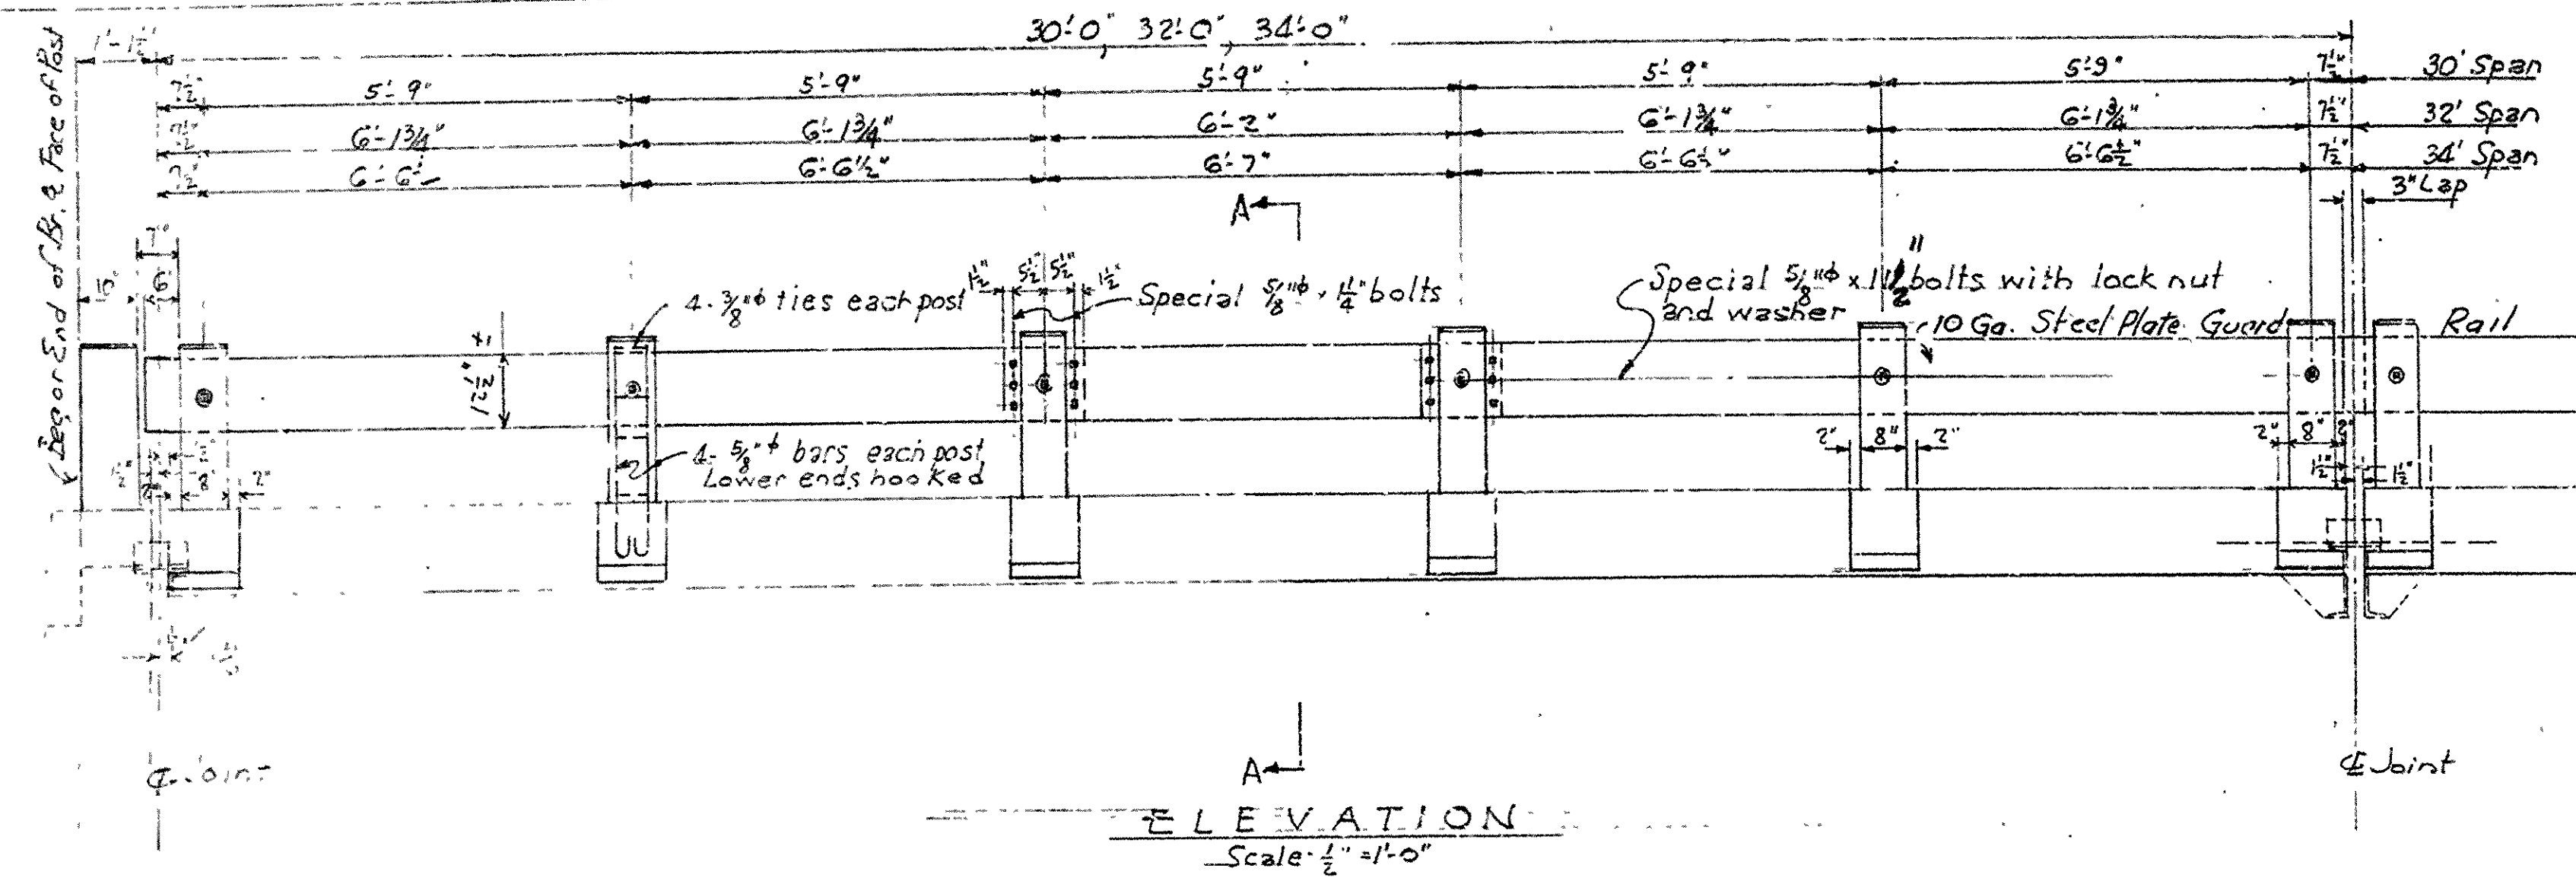 30'-0", 32'-0", 34'-0"
1'-1½"
7½" 5'-9" 5'-9" 5'-9" 5'-9" 5'-9" 7½" 30' Span
7½" 6'-1¾" 6'-1¾" 6'-2" 6'-1¾" 6'-1¾" 7½" 32' Span
7½" 6'-6½" 6'-6½" 6'-7" 6'-6½" 6'-6½" 7½" 34' Span
3" Lap
Beg or End of Br. & Face of Post
A
7"
10" 6"
1½" 5½" 5½" 1½"
4-⅜"ϕ ties each post
Special ⅝"ϕ x 1¼" bolts
Special ⅝"ϕ x 11½" bolts with lock nut
and washer
10 Ga. Steel Plate Guard Rail
12½" ±
4-⅝"ϕ bars each post
Lower ends hooked
2" 8" 2"
2" 8" 2"
1½" 1½"
8" 2"
A
℄ Joint
℄ Joint
ELEVATION
Scale-½"=1'-0"